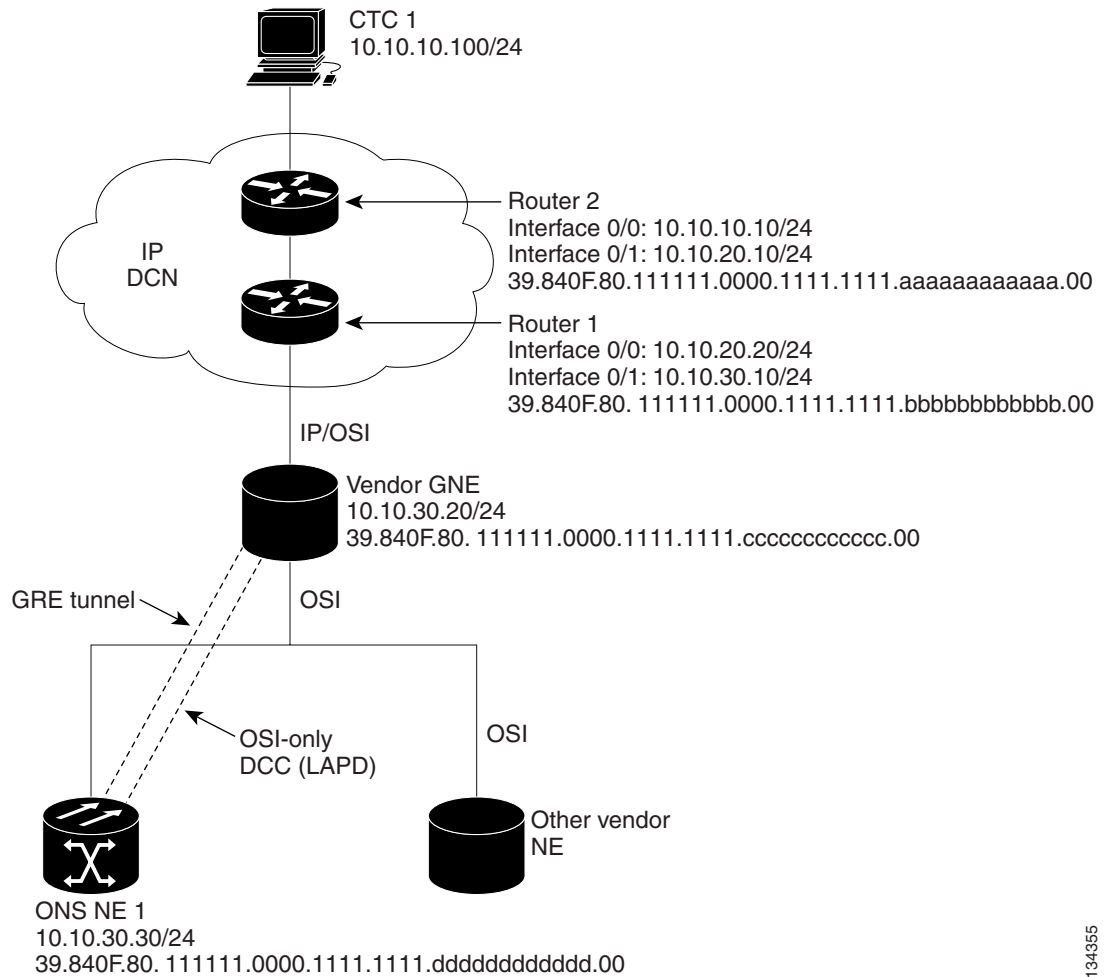 CTC 1
10.10.10.100/24
IP
DCN
Router 2
Interface 0/0: 10.10.10.10/24
Interface 0/1: 10.10.20.10/24
39.840F.80.111111.0000.1111.1111.aaaaaaaaaaaa.00
Router 1
Interface 0/0: 10.10.20.20/24
Interface 0/1: 10.10.30.10/24
39.840F.80. 111111.0000.1111.1111.bbbbbbbbbbbb.00
IP/OSI
Vendor GNE
10.10.30.20/24
39.840F.80. 111111.0000.1111.1111.cccccccccccc.00
GRE tunnel
OSI
OSI-only
DCC (LAPD)
OSI
Other vendor
NE
ONS NE 1
10.10.30.30/24
39.840F.80. 111111.0000.1111.1111.dddddddddddd.00
134355